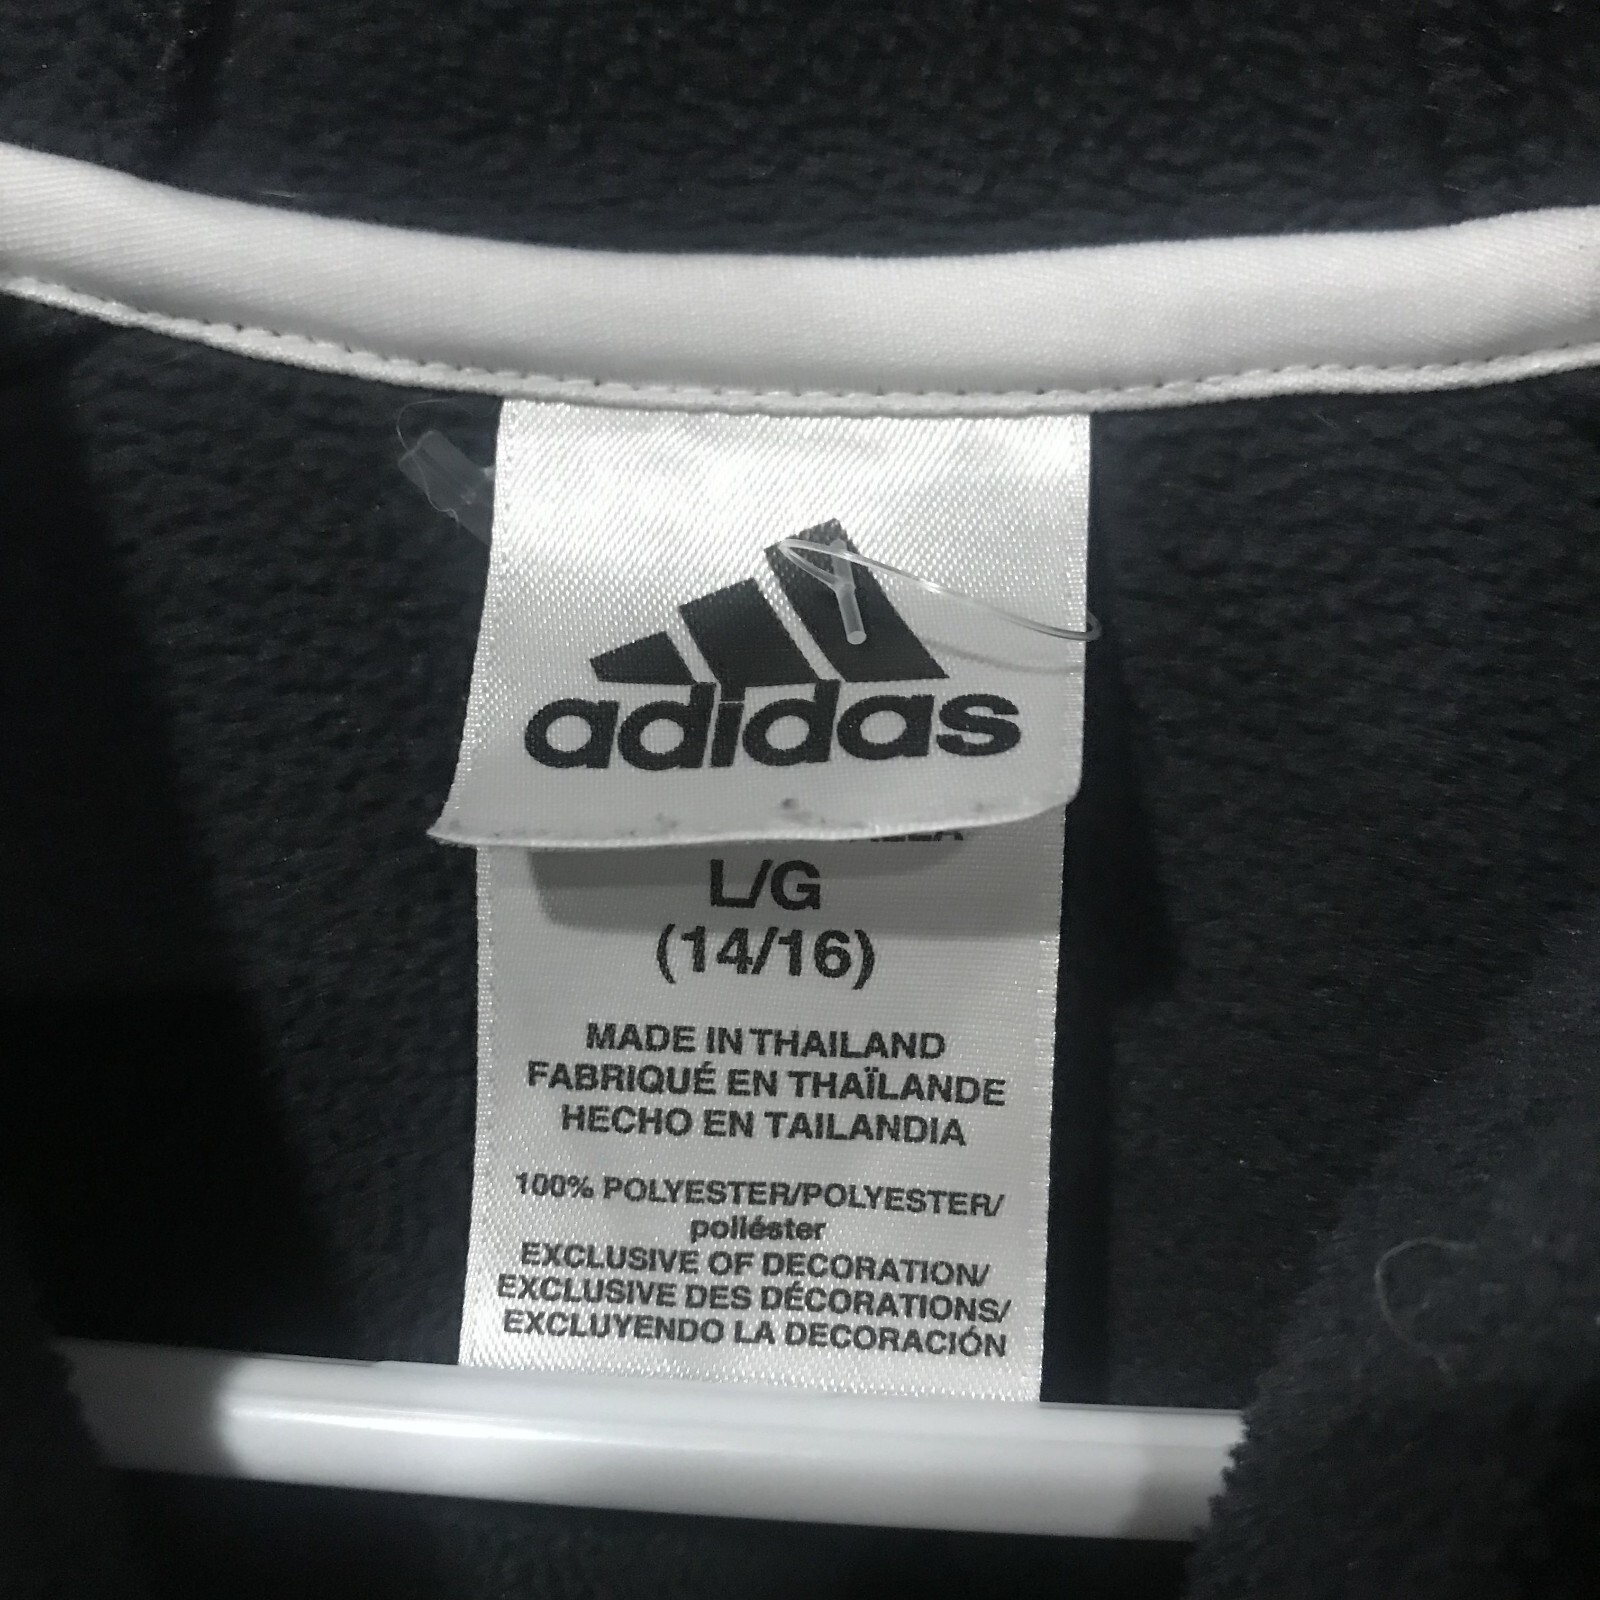 adidas
L/G
(14/16)
MADE IN THAILAND
FABRIQUÉ EN THAÏLANDE
HECHO EN TAILANDIA
100% POLYESTER/POLYESTER/
poliéster
EXCLUSIVE OF DECORATION/
EXCLUSIVE DES DÉCORATIONS/
EXCLUYENDO LA DECORACIÓN